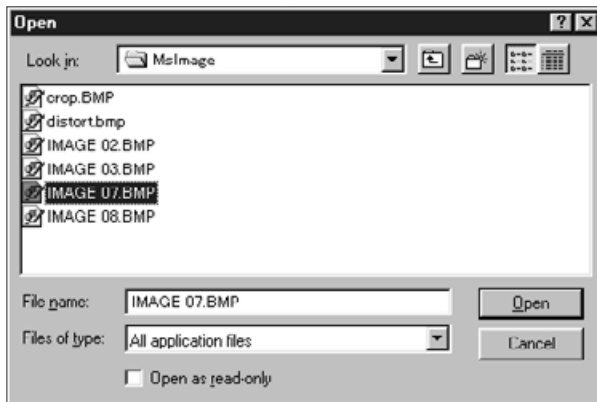 Open
Look in: MsImage
crop.BMP
distort.bmp
IMAGE 02.BMP
IMAGE 03.BMP
IMAGE 07.BMP
IMAGE 08.BMP
File name: IMAGE 07.BMP Open
Files of type: All application files Cancel
Open as read-only